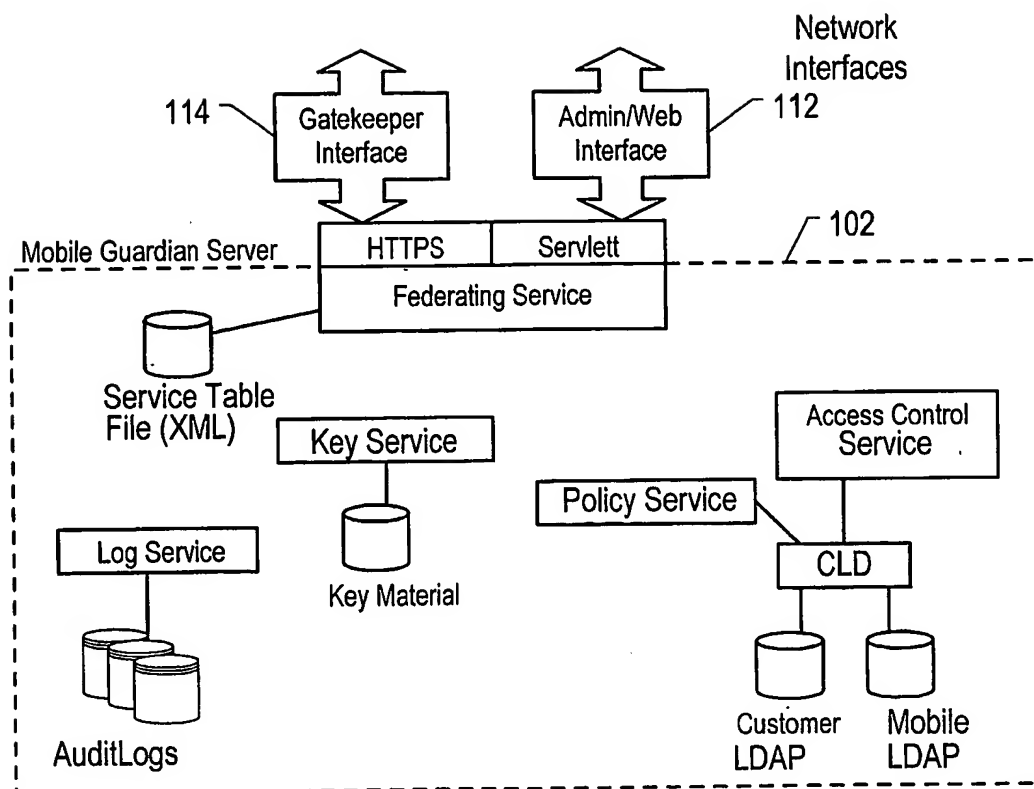 Network
Interfaces
114
Gatekeeper
Interface
Admin/Web
Interface
112
HTTPS
Servlett
Mobile Guardian Server
102
Federating Service
Service Table
File (XML)
Key Service
Access Control
Service
Policy Service
Log Service
CLD
Key Material
AuditLogs
Customer
LDAP
Mobile
LDAP